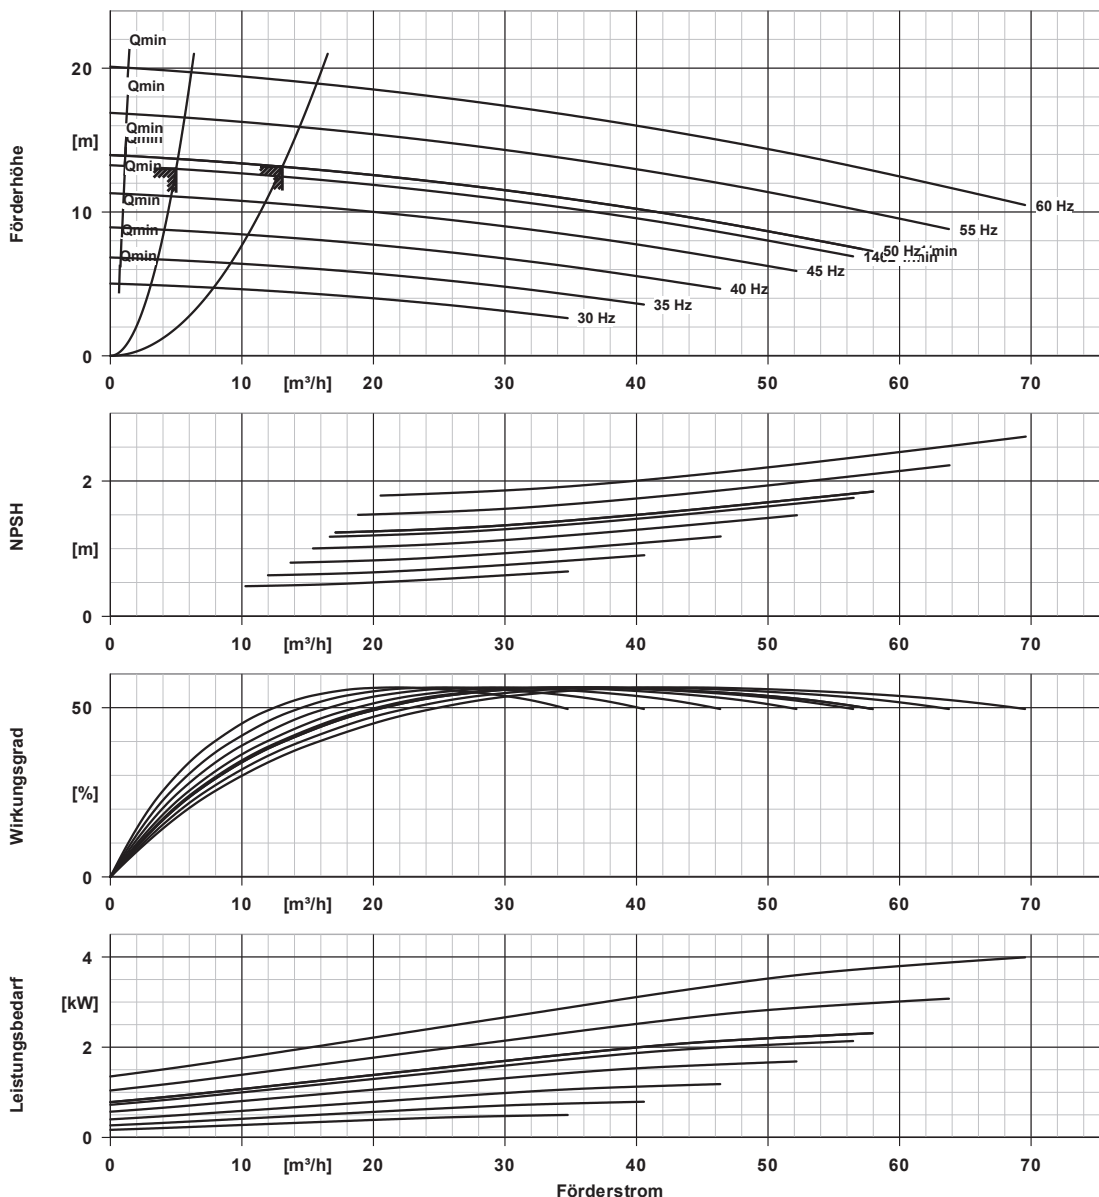 Qmin
20
Qmin
[m]
Qmin
Qmin
Qmin
Förderhöhe
Qmin
10
60 Hz
55 Hz
Qmin
50 Hz
Qmin
45 Hz
40 Hz
35 Hz
30 Hz
0
0 10 [m³/h] 20 30 40 50 60 70
2
NPSH
[m]
0
0 10 [m³/h] 20 30 40 50 60 70
50
Wirkungsgrad
[%]
0
0 10 [m³/h] 20 30 40 50 60 70
4
[kW]
2
Leistungsbedarf
0
0 10 [m³/h] 20 30 40 50 60 70
Förderstrom